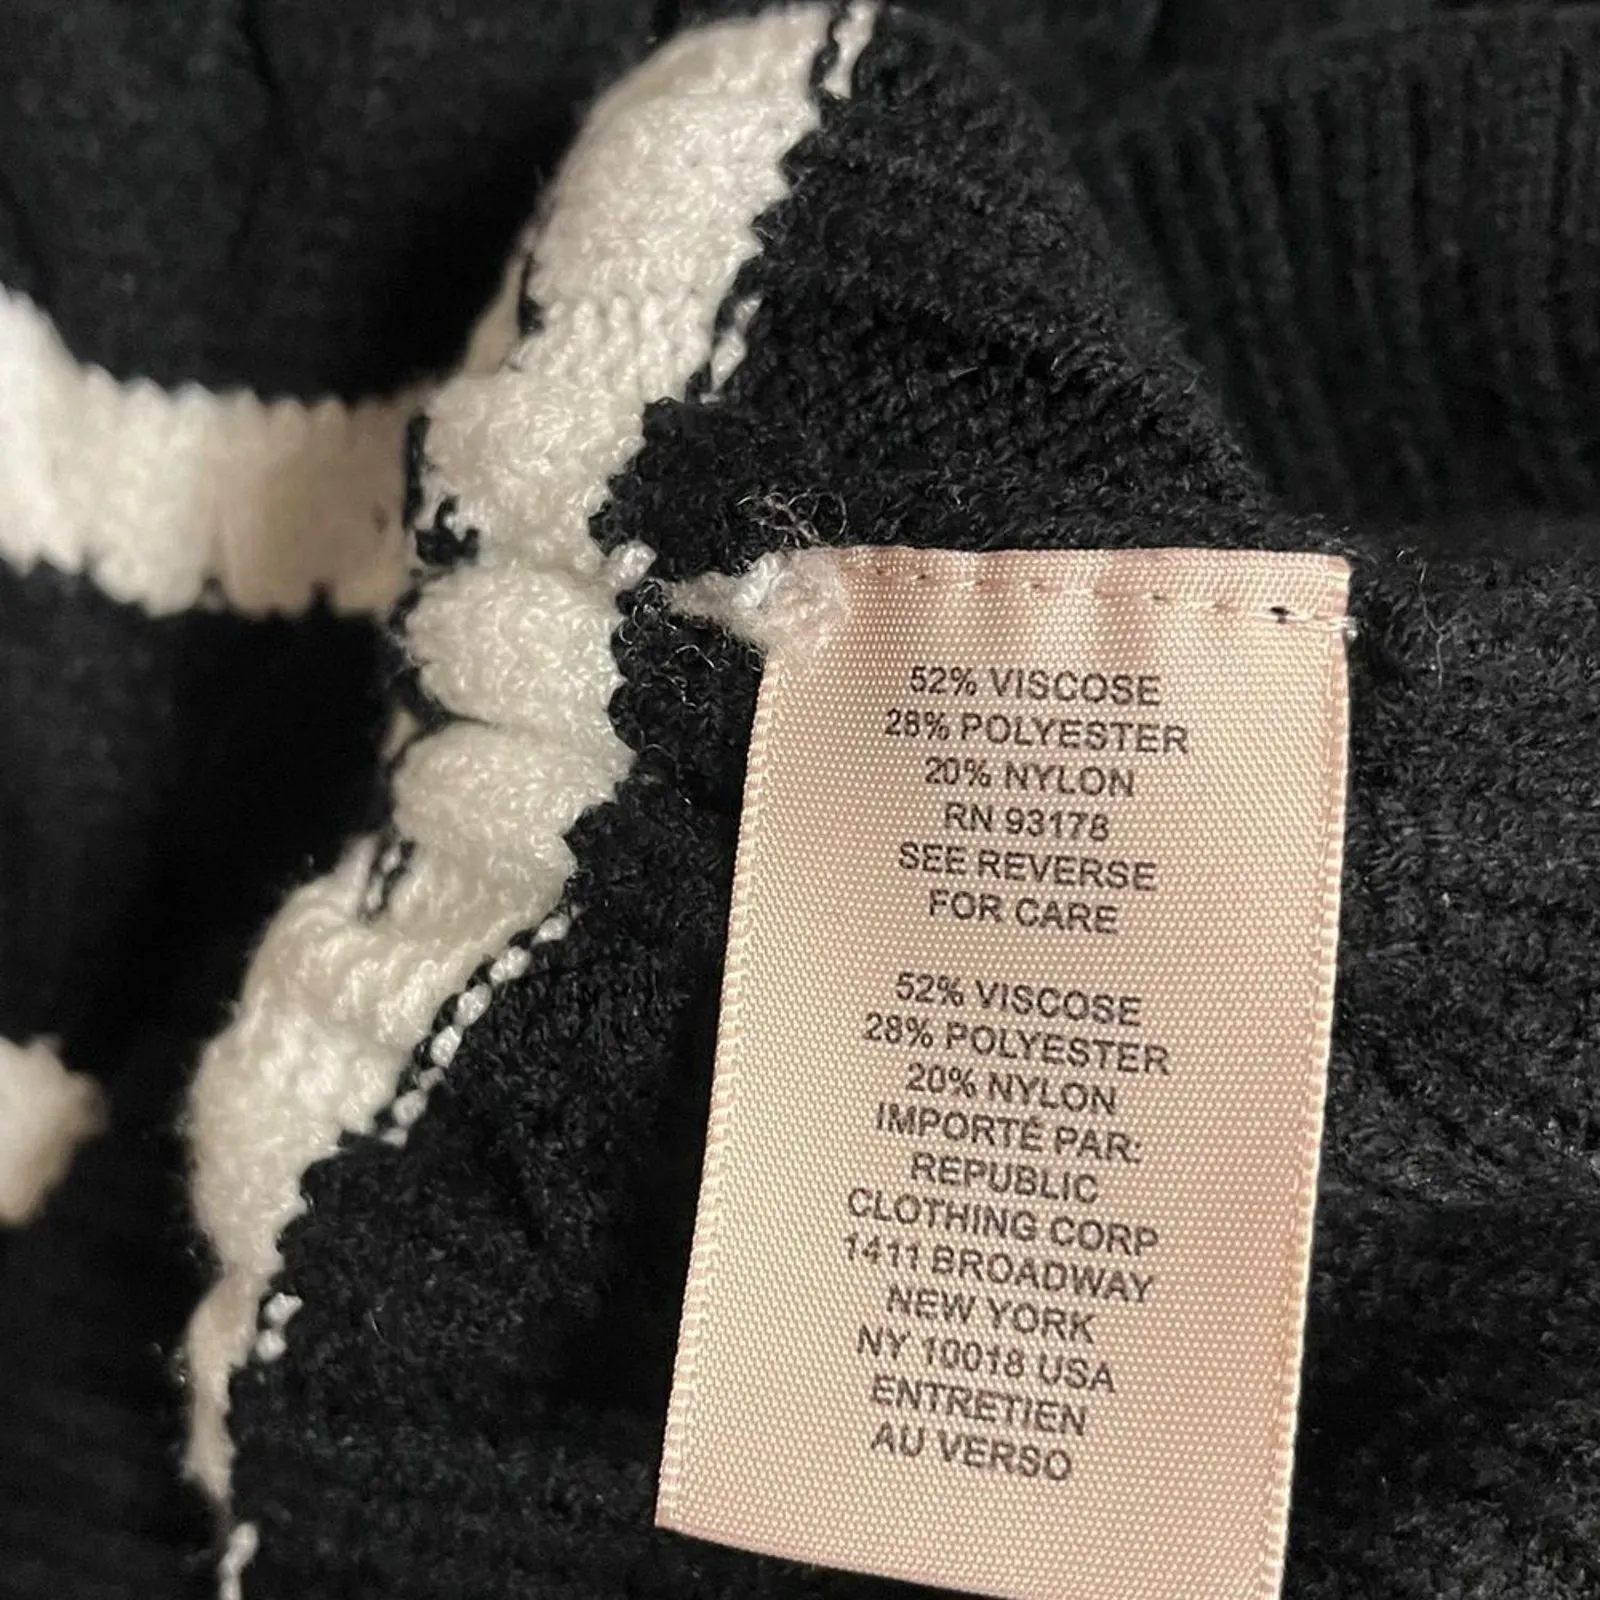 52% VISCOSE
28% POLYESTER
20% NYLON
RN 93178
SEE REVERSE
FOR CARE
52% VISCOSE
28% POLYESTER
20% NYLON
IMPORTÉ PAR:
REPUBLIC
CLOTHING CORP
1411 BROADWAY
NEW YORK
NY 10018 USA
ENTRETIEN
AU VERSO